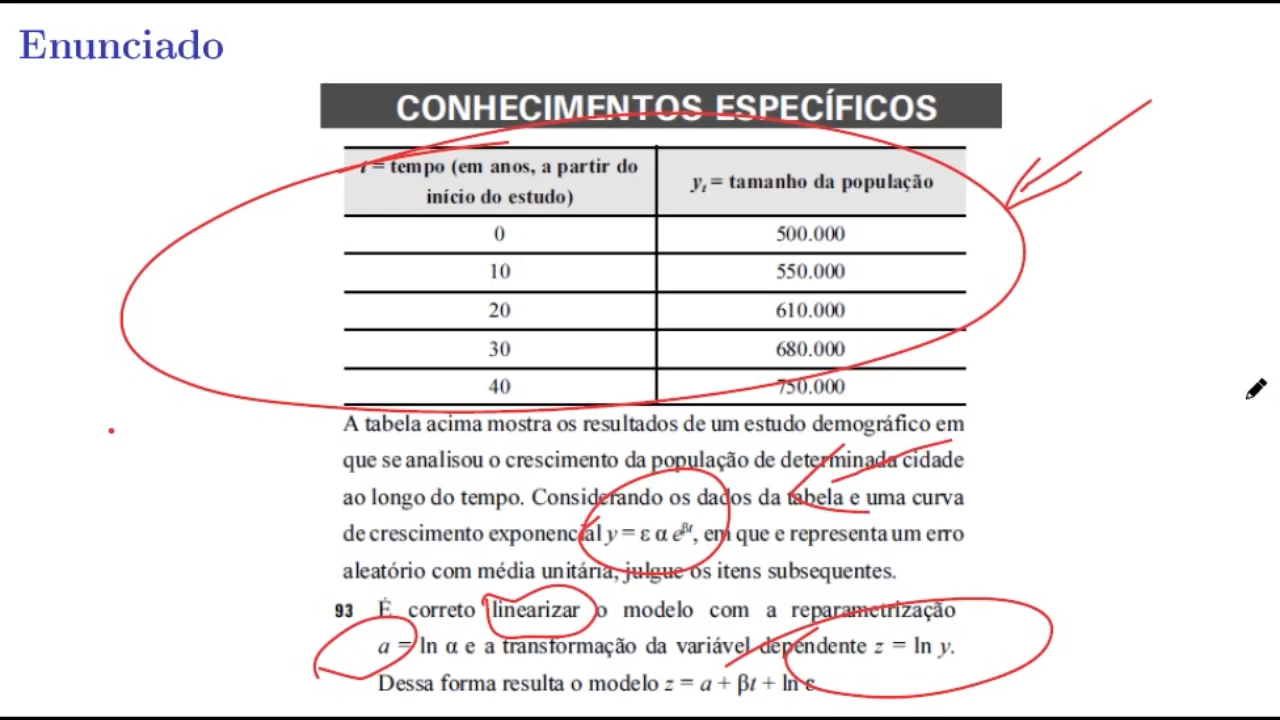 Enunciado
CONHECIMENTOS ESPECÍFICOS
t = tempo (em anos, a partir do início do estudo) y_t = tamanho da população
0 500.000
10 550.000
20 610.000
30 680.000
40 750.000
A tabela acima mostra os resultados de um estudo demográfico em
que se analisou o crescimento da população de determinada cidade
ao longo do tempo. Considerando os dados da tabela e uma curva
de crescimento exponencial y = ε α e^βt, em que e representa um erro
aleatório com média unitária, julgue os itens subsequentes.
93 É correto linearizar o modelo com a reparametrização
a = ln α e a transformação da variável dependente z = ln y.
Dessa forma resulta o modelo z = a + βt + ln ε